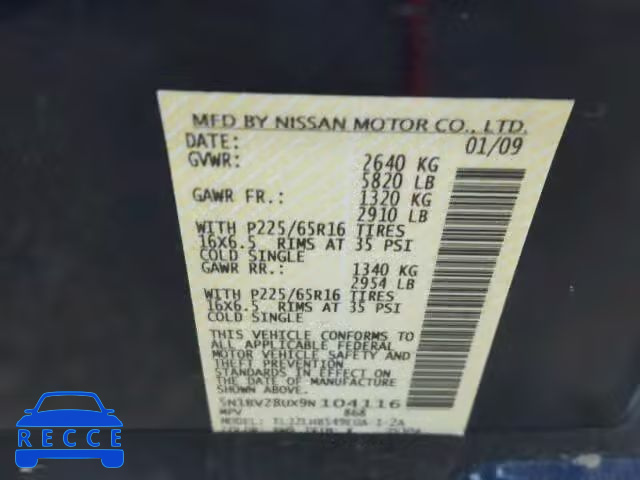 MFD BY NISSAN MOTOR CO., LTD.
DATE: 01/09
GVWR: 2640 KG
5820 LB
GAWR FR.: 1320 KG
2910 LB
WITH P225/65R16 TIRES
16X6.5 RIMS AT 35 PSI
COLD SINGLE
GAWR RR.: 1340 KG
2954 LB
WITH P225/65R16 TIRES
16X6.5 RIMS AT 35 PSI
COLD SINGLE
THIS VEHICLE CONFORMS TO
ALL APPLICABLE FEDERAL
MOTOR VEHICLE SAFETY AND
THEFT PREVENTION
STANDARDS IN EFFECT ON
THE DATE OF MANUFACTURE
SHOWN ABOVE.
5N1BV28UX9N104116
MPV 868
MODEL:
RECCE